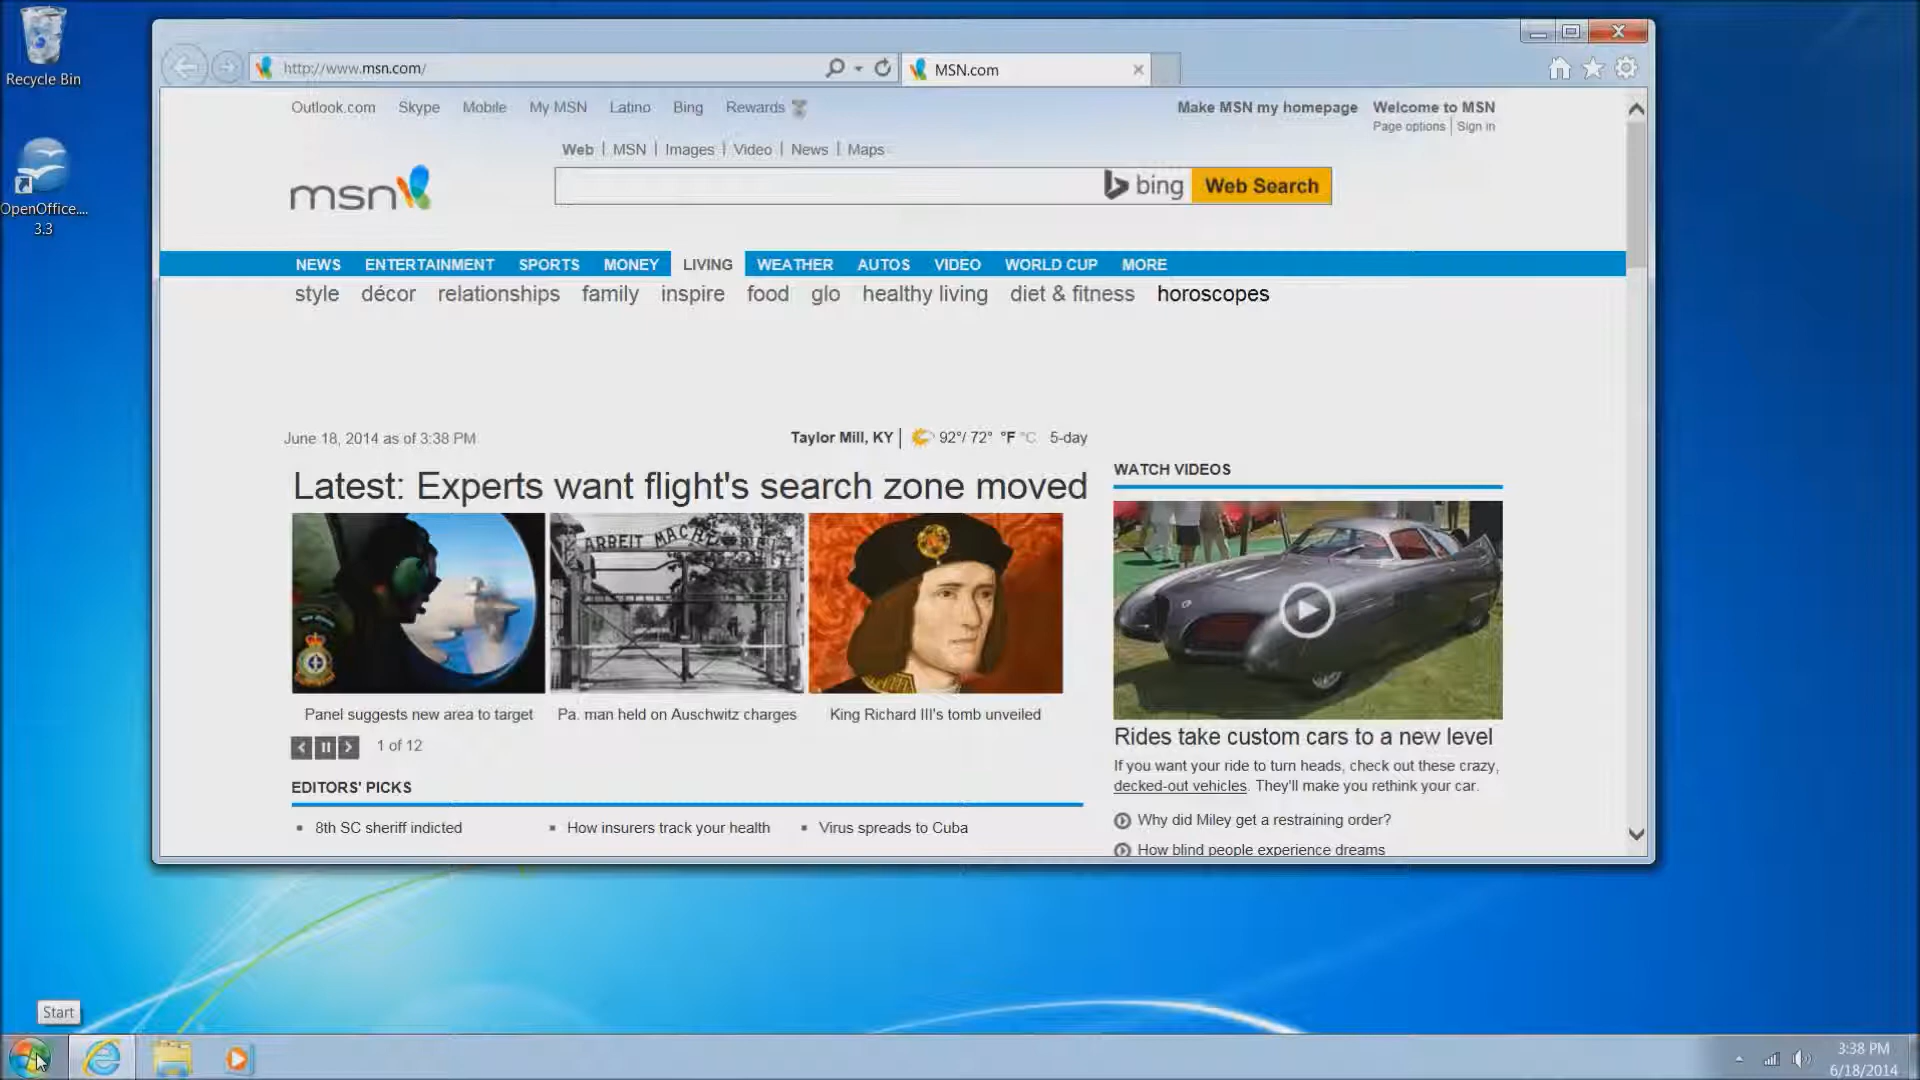 Recycle Bin
OpenOffice....
3.3
http://www.msn.com/
MSN.com
Outlook.com Skype Mobile My MSN Latino Bing Rewards
Make MSN my homepage Welcome to MSN
Page options Sign in
Web | MSN | Images | Video | News | Maps
msn
bing Web Search
NEWS ENTERTAINMENT SPORTS MONEY LIVING WEATHER AUTOS VIDEO WORLD CUP MORE
style décor relationships family inspire food glo healthy living diet & fitness horoscopes
June 18, 2014 as of 3:38 PM
Taylor Mill, KY | 92°/ 72° °F °C 5-day
Latest: Experts want flight's search zone moved
ARBEIT MACHT
Panel suggests new area to target
Pa. man held on Auschwitz charges
King Richard III's tomb unveiled
1 of 12
EDITORS' PICKS
8th SC sheriff indicted
How insurers track your health
Virus spreads to Cuba
WATCH VIDEOS
Rides take custom cars to a new level
If you want your ride to turn heads, check out these crazy,
decked-out vehicles. They'll make you rethink your car.
Why did Miley get a restraining order?
How blind people experience dreams
Start
3:38 PM
6/18/2014